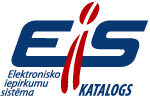 EIS
Elektronisko
iepirkumu
sistēma
KATALOGS